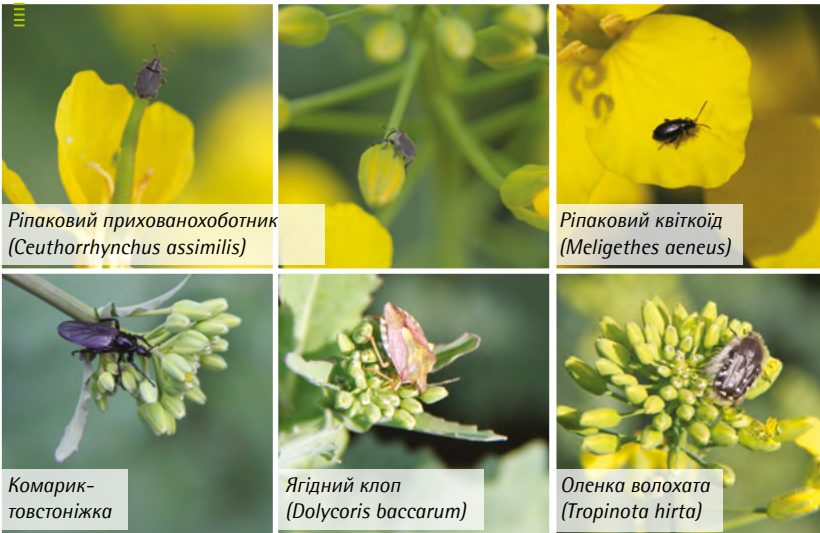 Ріпаковий прихованохоботник
(Ceuthorrhynchus assimilis)
Ріпаковий квіткоїд
(Meligethes aeneus)
Комарик-
товстоніжка
Ягідний клоп
(Dolycoris baccarum)
Оленка волохата
(Tropinota hirta)